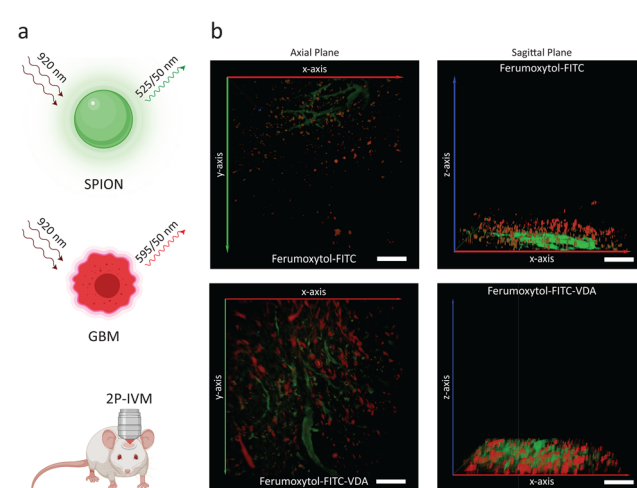 a
920 nm
525/50 nm
SPION
920 nm
595/50 nm
GBM
2P-IVM
b
Axial Plane
Sagittal Plane
x-axis
y-axis
Ferumoxytol-FITC
Ferumoxytol-FITC
z-axis
x-axis
x-axis
y-axis
Ferumoxytol-FITC-VDA
Ferumoxytol-FITC-VDA
z-axis
x-axis